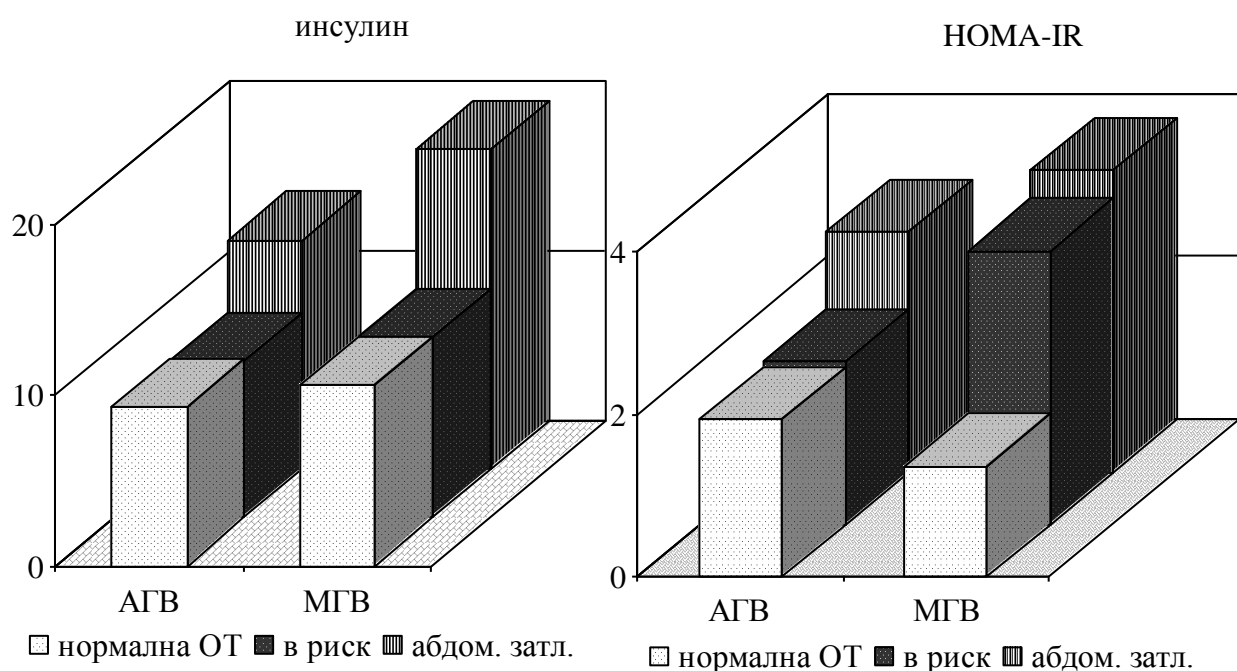 инсулин
20
10
0
АГВ МГВ
нормална ОТ в риск абдом. затл.
HOMA-IR
4
2
0
АГВ МГВ
нормална ОТ в риск абдом. затл.